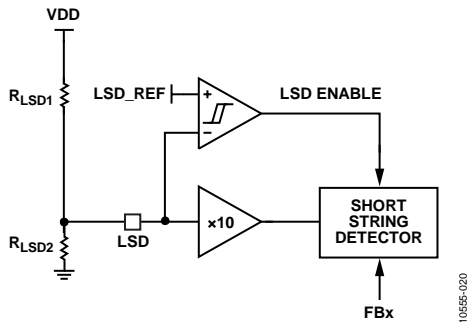 VDD
RLSD1
LSD_REF
+
LSD ENABLE
−
×10
LSD
RLSD2
SHORT
STRING
DETECTOR
FBx
10555-020